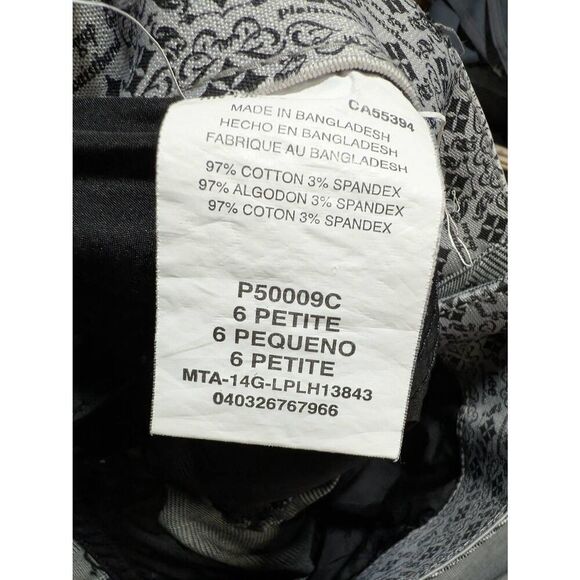 CA55394
MADE IN BANGLADESH
HECHO EN BANGLADESH
FABRIQUE AU BANGLADESH
97% COTTON 3% SPANDEX
97% ALGODON 3% SPANDEX
97% COTON 3% SPANDEX
P50009C
6 PETITE
6 PEQUENO
6 PETITE
MTA-14G-LPLH13843
040326767966